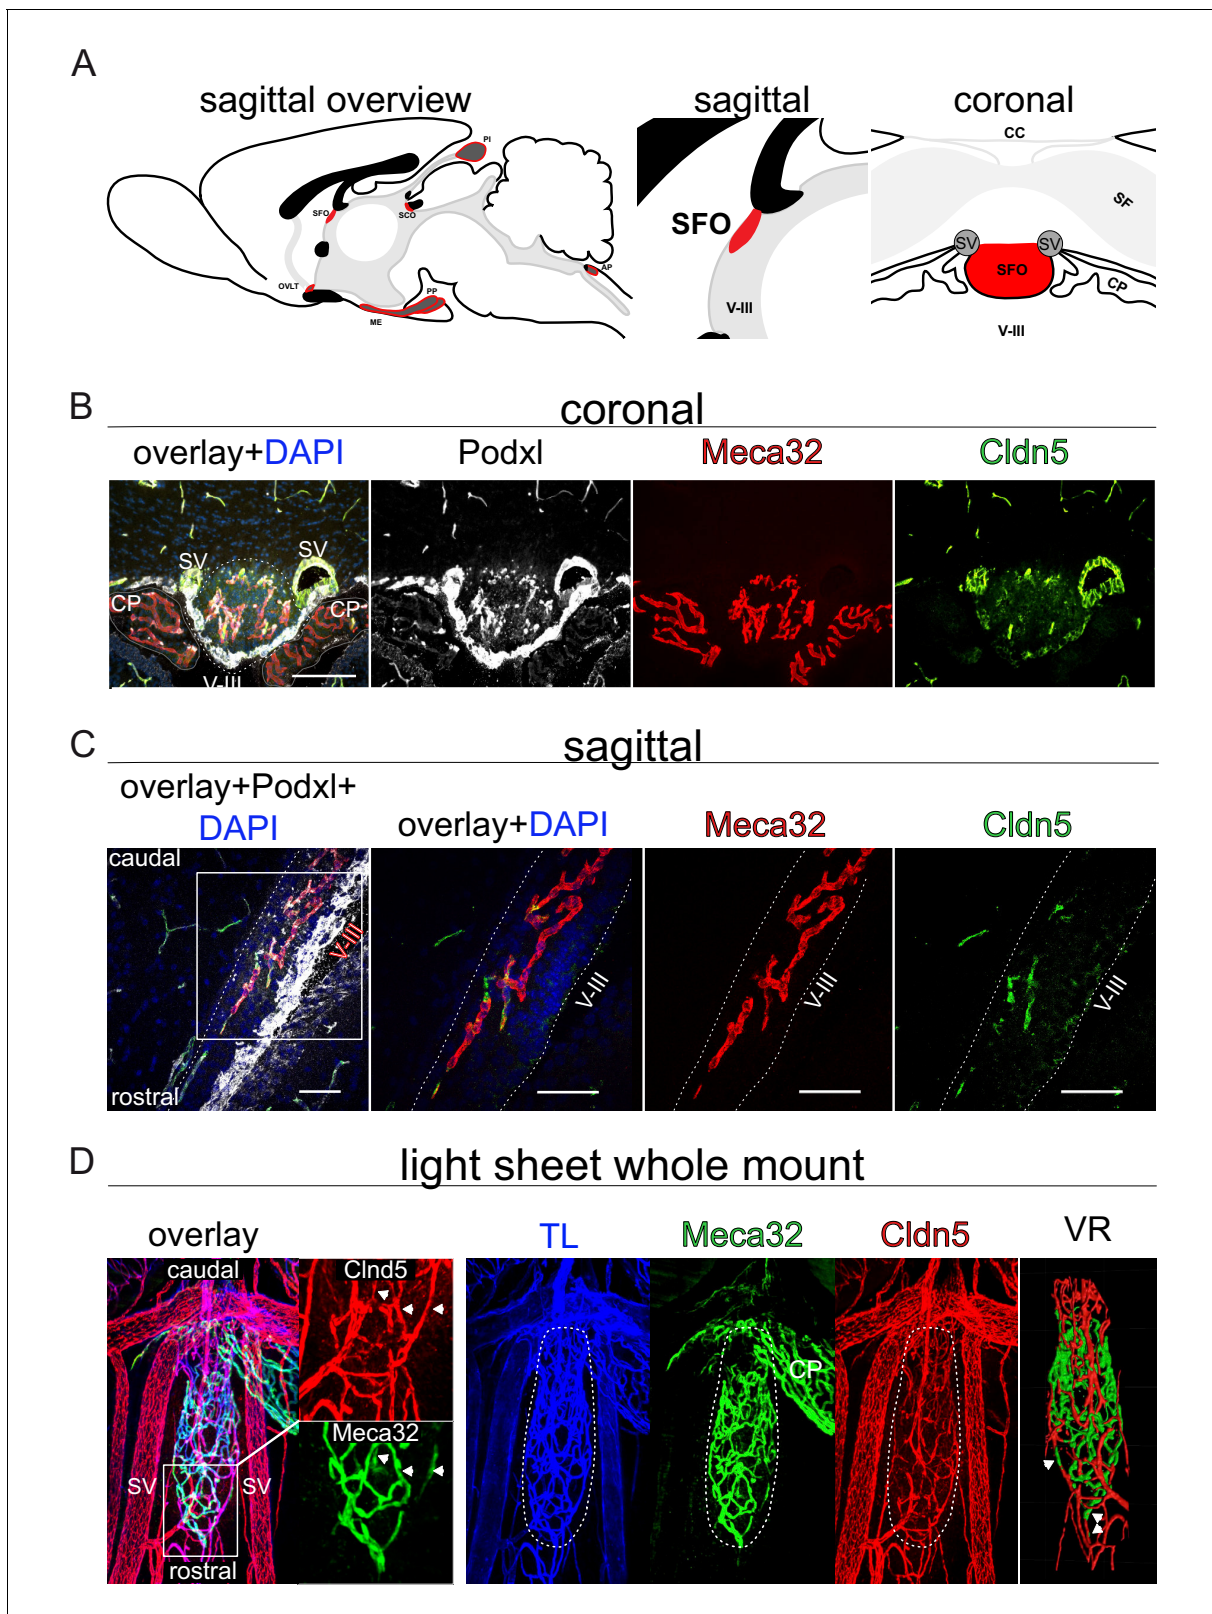 A
sagittal overview
sagittal
coronal
PI
SFO
SCO
OVLT
AP
PP
ME
SFO
V-III
CC
SF
SV
SV
SFO
CP
V-III
B
coronal
overlay+DAPI
Podxl
Meca32
Cldn5
SV
SV
CP
CP
V-III
C
sagittal
overlay+Podxl+
DAPI
overlay+DAPI
Meca32
Cldn5
caudal
V-III
rostral
V-III
V-III
V-III
D
light sheet whole mount
overlay
TL
Meca32
Cldn5
VR
caudal
Clnd5
Meca32
CP
SV
SV
rostral